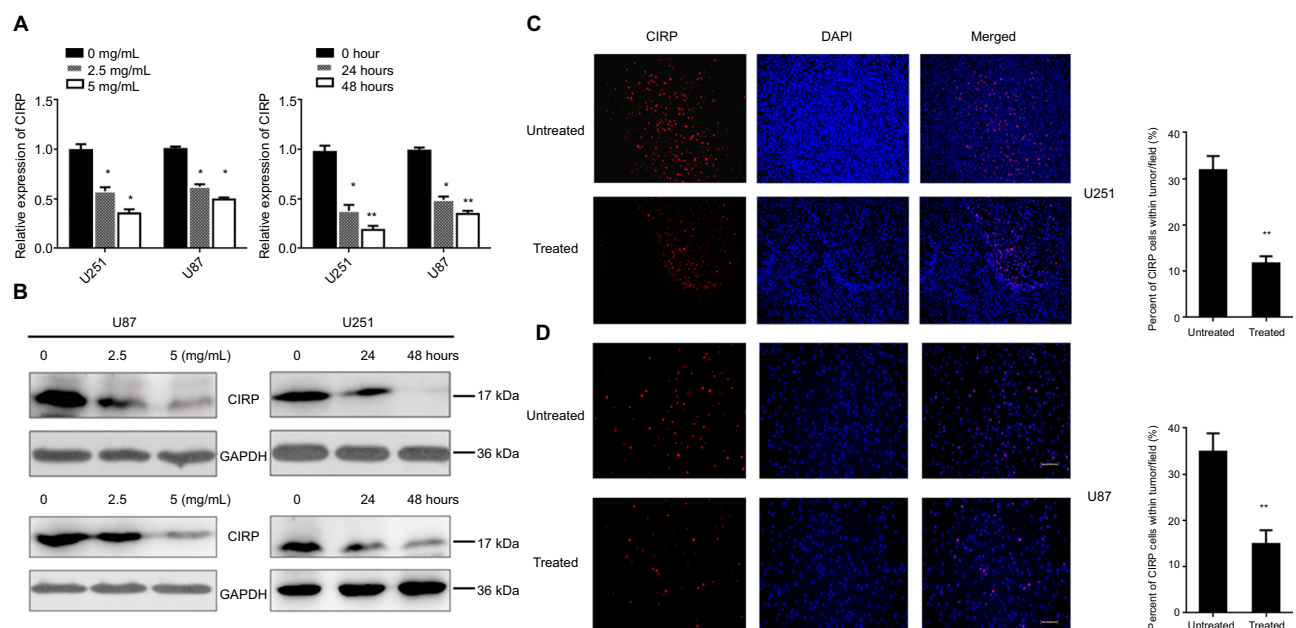 A
0 mg/mL
2.5 mg/mL
5 mg/mL
Relative expression of CIRP
1.5
1.0
0.5
0.0
*
*
*
*
U251
U87
0 hour
24 hours
48 hours
Relative expression of CIRP
1.5
1.0
0.5
0.0
*
**
*
**
U251
U87
B
U87
U251
0 2.5 5 (mg/mL)
0 24 48 hours
CIRP
17 kDa
GAPDH
36 kDa
0 2.5 5 (mg/mL)
0 24 48 hours
CIRP
17 kDa
GAPDH
36 kDa
C
CIRP DAPI Merged
Untreated
Treated
U251
Percent of CIRP cells within tumor/field (%)
40
30
20
10
0
**
Untreated Treated
D
Untreated
Treated
U87
Percent of CIRP cells within tumor/field (%)
40
30
20
10
0
**
Untreated Treated